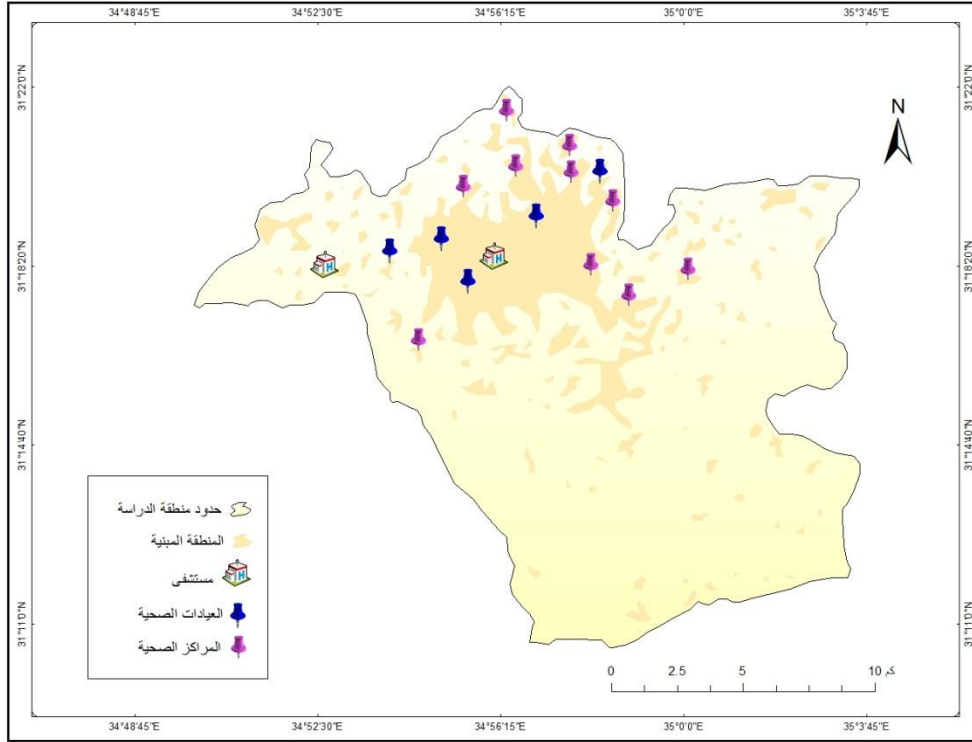 34°48'45"E 34°52'30"E 34°56'15"E 35°0'0"E 35°3'45"E
31°22'0"N 31°22'0"N
N
31°18'20"N 31°18'20"N
31°14'40"N 31°14'40"N
حدود منطقة الدراسة
المنطقة المبنية
مستشفى
العيادات الصحية
المراكز الصحية
31°11'0"N 31°11'0"N
0 2.5 5 10 كم
34°48'45"E 34°52'30"E 34°56'15"E 35°0'0"E 35°3'45"E